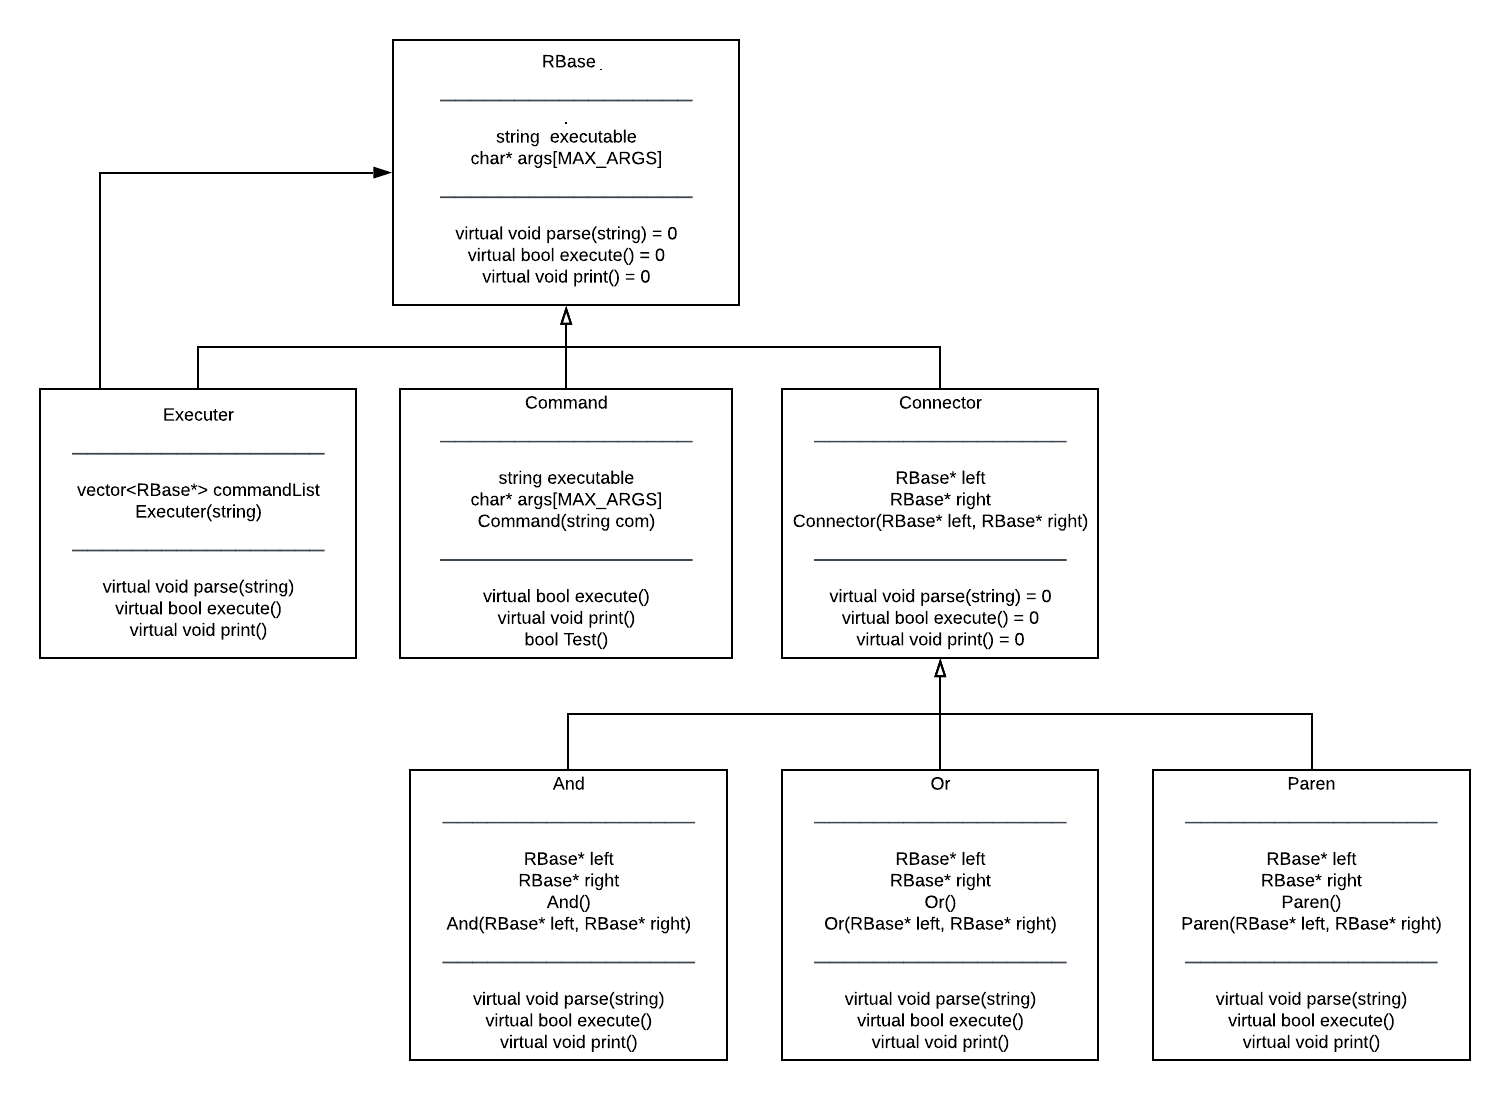 RBase .
.
string  executable
char* args[MAX_ARGS]
virtual void parse(string) = 0
virtual bool execute() = 0
virtual void print() = 0
Executer
vector<RBase*> commandList
Executer(string)
virtual void parse(string)
virtual bool execute()
virtual void print()
Command
string executable
char* args[MAX_ARGS]
Command(string com)
virtual bool execute()
virtual void print()
bool Test()
Connector
RBase* left
RBase* right
Connector(RBase* left, RBase* right)
virtual void parse(string) = 0
virtual bool execute() = 0
virtual void print() = 0
And
RBase* left
RBase* right
And()
And(RBase* left, RBase* right)
virtual void parse(string)
virtual bool execute()
virtual void print()
Or
RBase* left
RBase* right
Or()
Or(RBase* left, RBase* right)
virtual void parse(string)
virtual bool execute()
virtual void print()
Paren
RBase* left
RBase* right
Paren()
Paren(RBase* left, RBase* right)
virtual void parse(string)
virtual bool execute()
virtual void print()